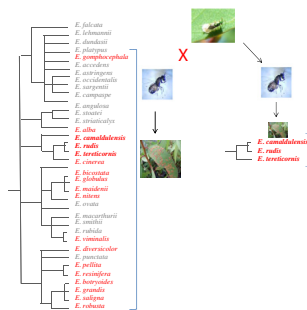 E. falcata
E. lehmannii
E. dundasii
E. platypus
E. gomphocephala
E. accedens
E. astringens
E. occidentalis
E. sargentii
E. campaspe
E. angulosa
E. stoatei
E. striaticalyx
E. alba
E. camaldulensis
E. rudis
E. tereticornis
E. cinerea
E. bicostata
E. globulus
E. maidenii
E. nitens
E. ovata
E. macarthurii
E. smithii
E. rubida
E. viminalis
E. diversicolor
E. punctata
E. pellita
E. resinifera
E. botryoides
E. grandis
E. saligna
E. robusta
X
E. camaldulensis
E. rudis
E. tereticornis